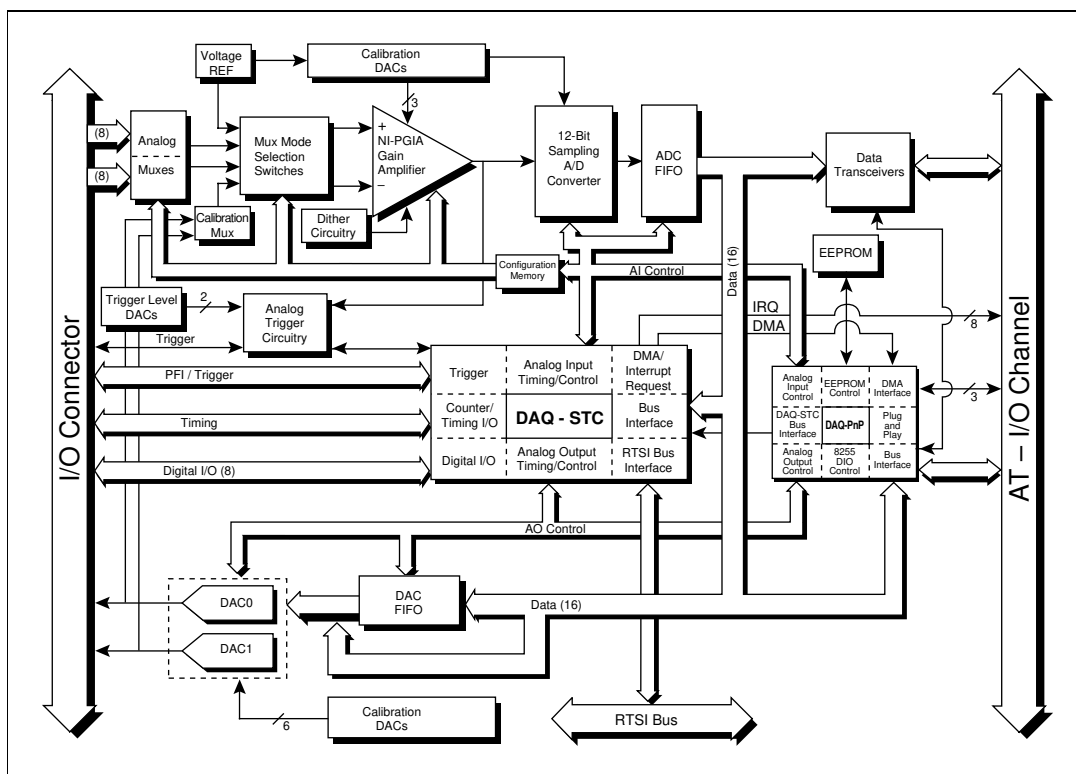 Voltage
REF
Calibration
DACs
3
(8)
(8)
Analog
Muxes
Mux Mode
Selection
Switches
+
NI-PGIA
Gain
Amplifier
–
12-Bit
Sampling
A/D
Converter
ADC
FIFO
Data
Transceivers
Calibration
Mux
Dither
Circuitry
Configuration
Memory
AI Control
Data (16)
EEPROM
Trigger Level
DACs
2
Analog
Trigger
Circuitry
Trigger
IRQ
DMA
8
I/O Connector
AT – I/O Channel
PFI / Trigger
Timing
Digital I/O (8)
Trigger
Analog Input
Timing/Control
DMA/
Interrupt
Request
Counter/
Timing I/O
DAQ - STC
Bus
Interface
Digital I/O
Analog Output
Timing/Control
RTSI Bus
Interface
Analog
Input
Control
EEPROM
Control
DMA
Interface
3
DAQ-STC
Bus
Interface
DAQ-PnP
Plug
and
Play
Analog
Output
Control
8255
DIO
Control
Bus
Interface
AO Control
DAC0
DAC1
DAC
FIFO
Data (16)
6
Calibration
DACs
RTSI Bus